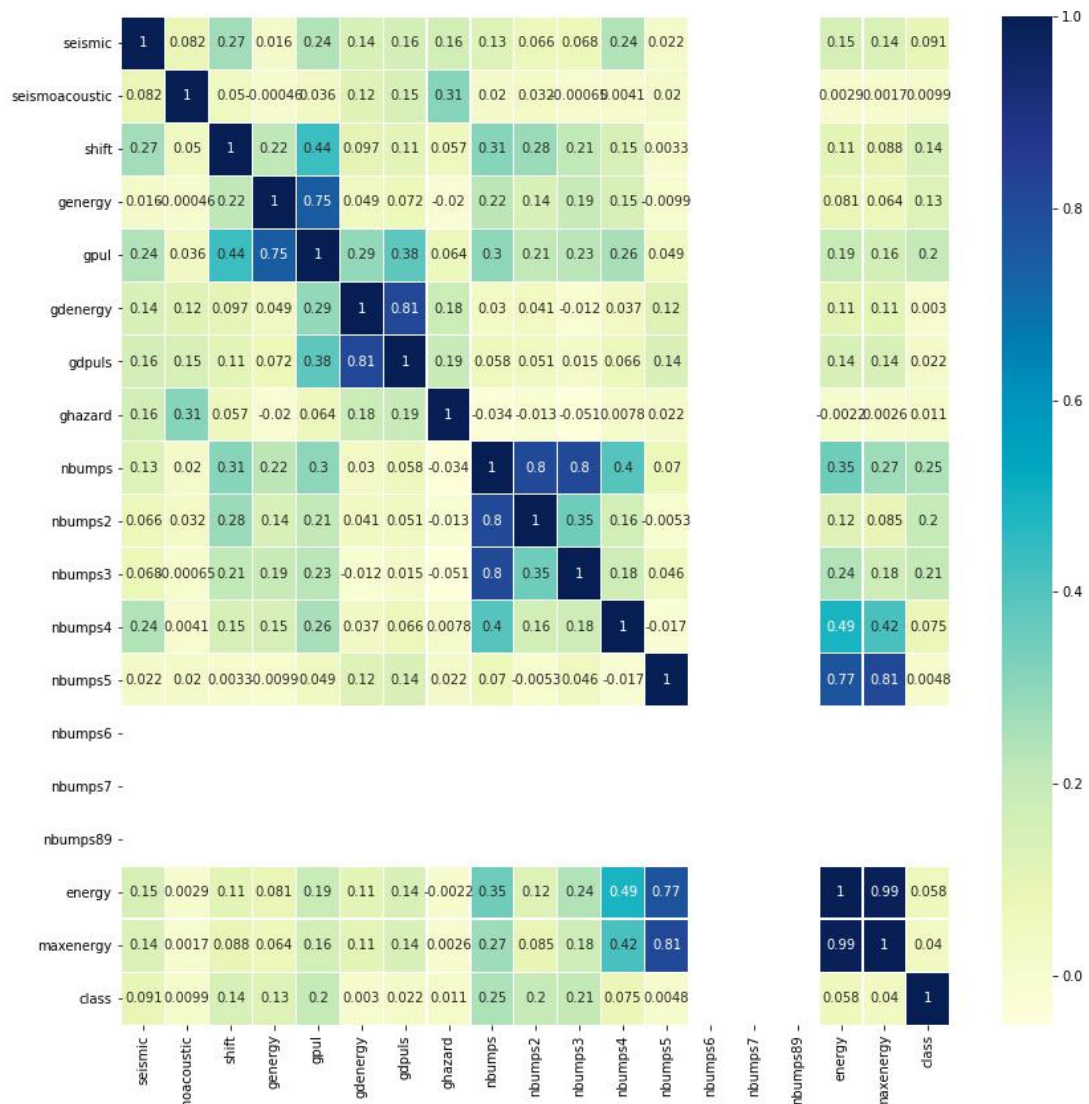 1.0
seismic 1 0.082 0.27 0.016 0.24 0.14 0.16 0.16 0.13 0.066 0.068 0.24 0.022 0.15 0.14 0.091
seismoacoustic 0.082 1 0.05 -0.00046 0.036 0.12 0.15 0.31 0.02 0.032 -0.00065 0.0041 0.02 0.0029 0.0017 0.0099
shift 0.27 0.05 1 0.22 0.44 0.097 0.11 0.057 0.31 0.28 0.21 0.15 0.0033 0.11 0.088 0.14
0.8
genergy 0.016 -0.00046 0.22 1 0.75 0.049 0.072 -0.02 0.22 0.14 0.19 0.15 -0.0099 0.081 0.064 0.13
gpul 0.24 0.036 0.44 0.75 1 0.29 0.38 0.064 0.3 0.21 0.23 0.26 0.049 0.19 0.16 0.2
gdenergy 0.14 0.12 0.097 0.049 0.29 1 0.81 0.18 0.03 0.041 -0.012 0.037 0.12 0.11 0.11 0.003
gdpuls 0.16 0.15 0.11 0.072 0.38 0.81 1 0.19 0.058 0.051 0.015 0.066 0.14 0.14 0.14 0.022
0.6
ghazard 0.16 0.31 0.057 -0.02 0.064 0.18 0.19 1 -0.034 -0.013 -0.051 0.0078 0.022 -0.0022 0.0026 0.011
nbumps 0.13 0.02 0.31 0.22 0.3 0.03 0.058 -0.034 1 0.8 0.8 0.4 0.07 0.35 0.27 0.25
nbumps2 0.066 0.032 0.28 0.14 0.21 0.041 0.051 -0.013 0.8 1 0.35 0.16 -0.0053 0.12 0.085 0.2
0.4
nbumps3 0.068 -0.00065 0.21 0.19 0.23 -0.012 0.015 -0.051 0.8 0.35 1 0.18 0.046 0.24 0.18 0.21
nbumps4 0.24 0.0041 0.15 0.15 0.26 0.037 0.066 0.0078 0.4 0.16 0.18 1 -0.017 0.49 0.42 0.075
nbumps5 0.022 0.02 0.0033 -0.0099 0.049 0.12 0.14 0.022 0.07 -0.0053 0.046 -0.017 1 0.77 0.81 0.0048
nbumps6
0.2
nbumps7
nbumps89
energy 0.15 0.0029 0.11 0.081 0.19 0.11 0.14 -0.0022 0.35 0.12 0.24 0.49 0.77 1 0.99 0.058
maxenergy 0.14 0.0017 0.088 0.064 0.16 0.11 0.14 0.0026 0.27 0.085 0.18 0.42 0.81 0.99 1 0.04
0.0
class 0.091 0.0099 0.14 0.13 0.2 0.003 0.022 0.011 0.25 0.2 0.21 0.075 0.0048 0.058 0.04 1
seismic
moacoustic
shift
genergy
gpul
gdenergy
gdpuls
ghazard
nbumps
nbumps2
nbumps3
nbumps4
nbumps5
nbumps6
nbumps7
nbumps89
energy
maxenergy
class